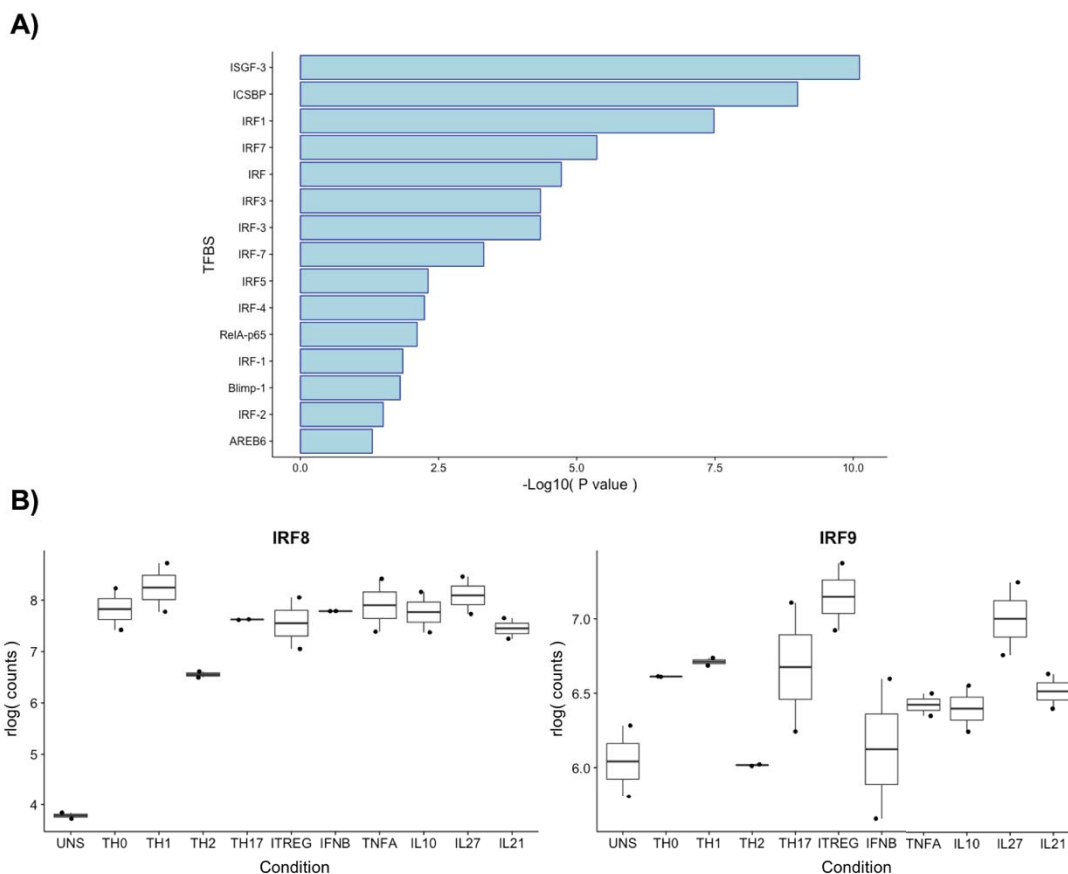 A)
TFBS
ISGF-3
ICSBP
IRF1
IRF7
IRF
IRF3
IRF-3
IRF-7
IRF5
IRF-4
RelA-p65
IRF-1
Blimp-1
IRF-2
AREB6
0.0 2.5 5.0 7.5 10.0
-Log10( P value )
B)
IRF8
rlog( counts )
8
7
6
5
4
UNS TH0 TH1 TH2 TH17 ITREG IFNB TNFA IL10 IL27 IL21
Condition
IRF9
rlog( counts )
7.0
6.5
6.0
UNS TH0 TH1 TH2 TH17 ITREG IFNB TNFA IL10 IL27 IL21
Condition